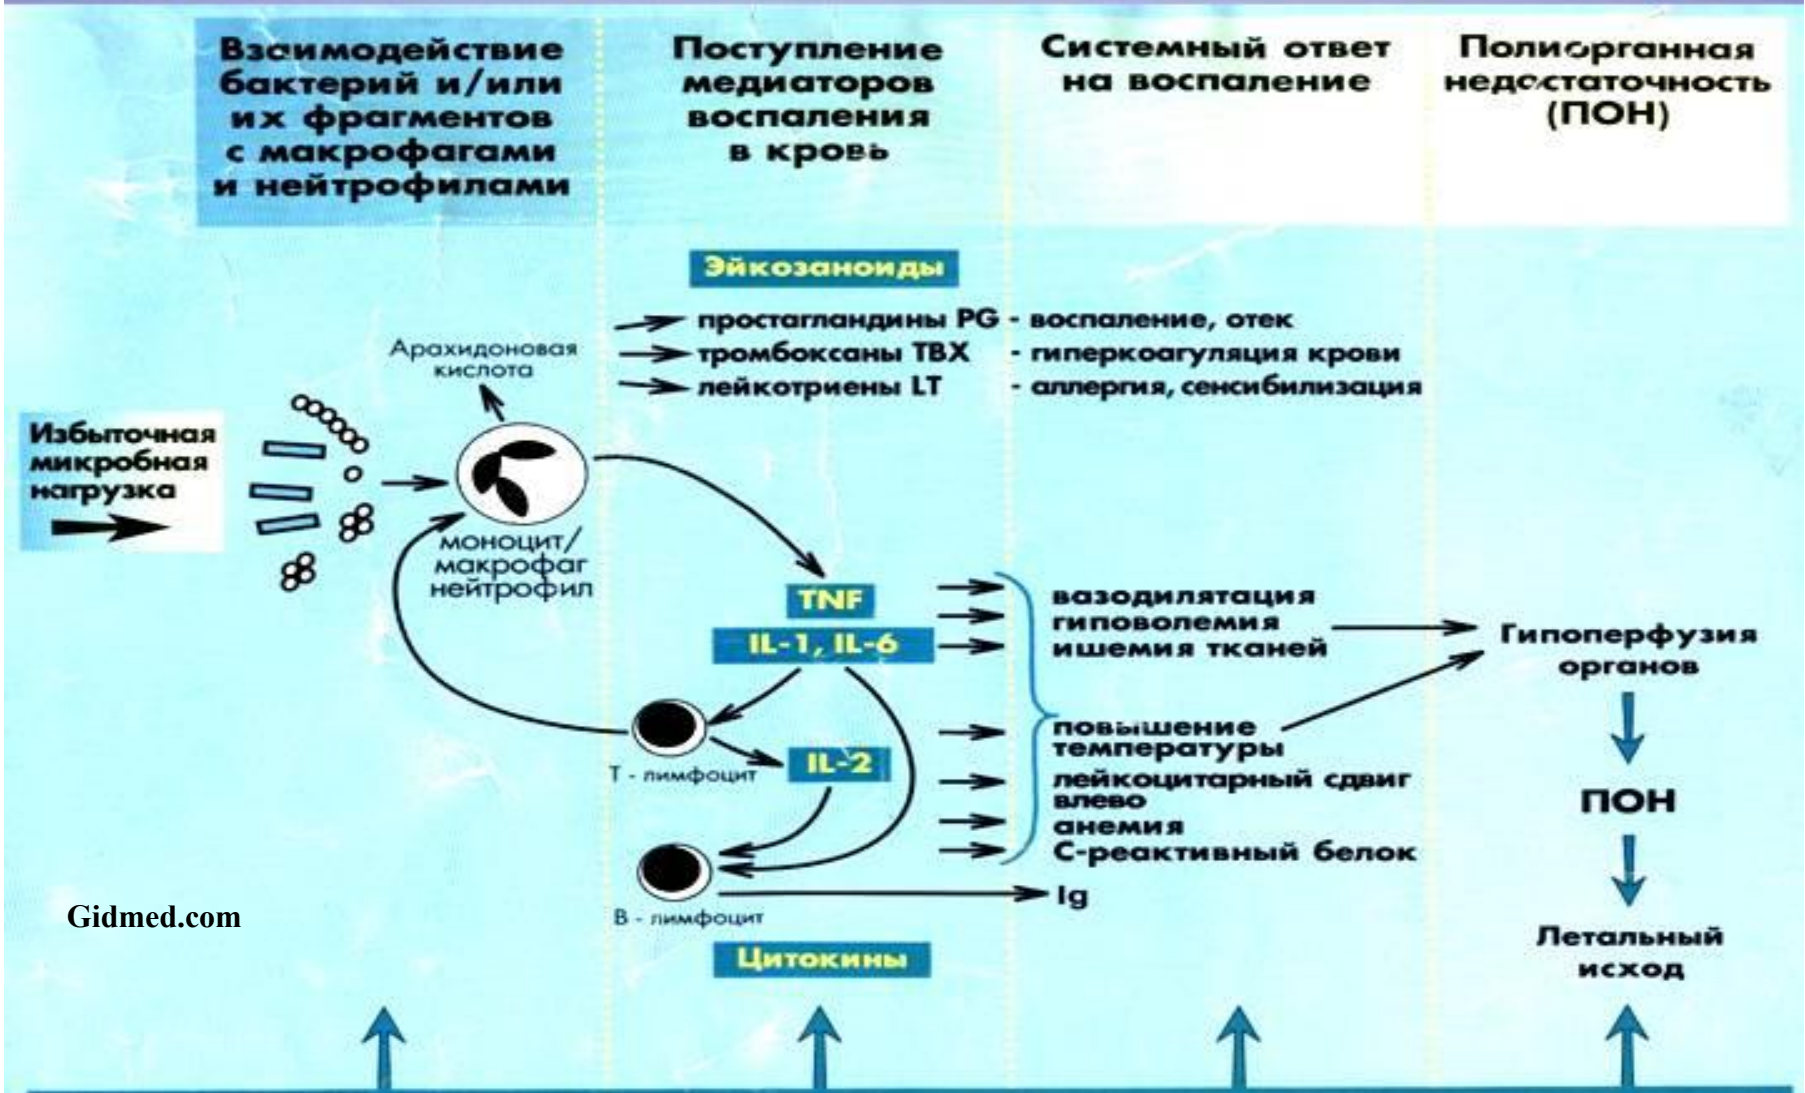 Взаимодействие
бактерий и/или
их фрагментов
с макрофагами
и нейтрофилами
Поступление
медиаторов
воспаления
в кровь
Системный ответ
на воспаление
Полиорганная
недостаточность
(ПОН)
Эйкозаноиды
простагландины PG - воспаление, отек
тромбоксаны TBX - гиперкоагуляция крови
лейкотриены LT - аллергия, сенсибилизация
Арахидоновая
кислота
Избыточная
микробная
нагрузка
моноцит/
макрофаг
нейтрофил
TNF
IL-1, IL-6
Т - лимфоцит
IL-2
В - лимфоцит
Цитокины
вазодилятация
гиповолемия
ишемия тканей
повышение
температуры
лейкоцитарный сдвиг
влево
анемия
С-реактивный белок
Ig
Гипоперфузия
органов
ПОН
Летальный
исход
Gidmed.com